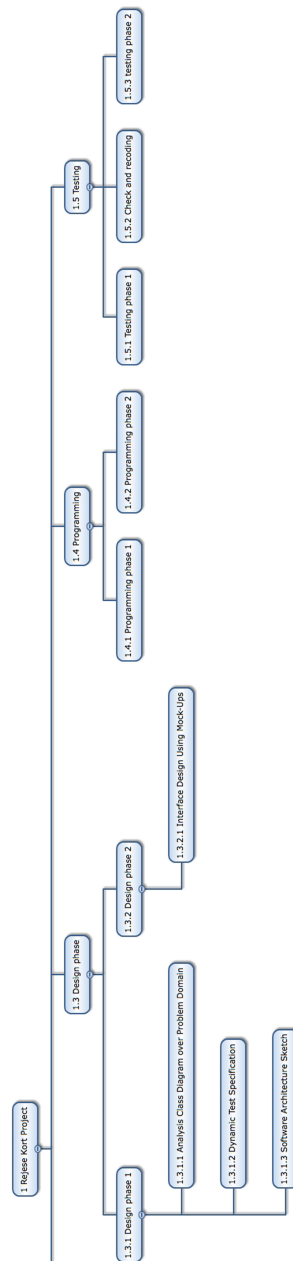 1 Rejese Kort Project
1.3 Design phase
1.3.1 Design phase 1
1.3.1.1 Analysis Class Diagram over Problem Domain
1.3.1.2 Dynamic Test Specification
1.3.1.3 Software Architecture Sketch
1.3.2 Design phase 2
1.3.2.1 Interface Design Using Mock-Ups
1.4 Programming
1.4.1 Programming phase 1
1.4.2 Programming phase 2
1.5 Testing
1.5.1 Testing phase 1
1.5.2 Check and recoding
1.5.3 testing phase 2